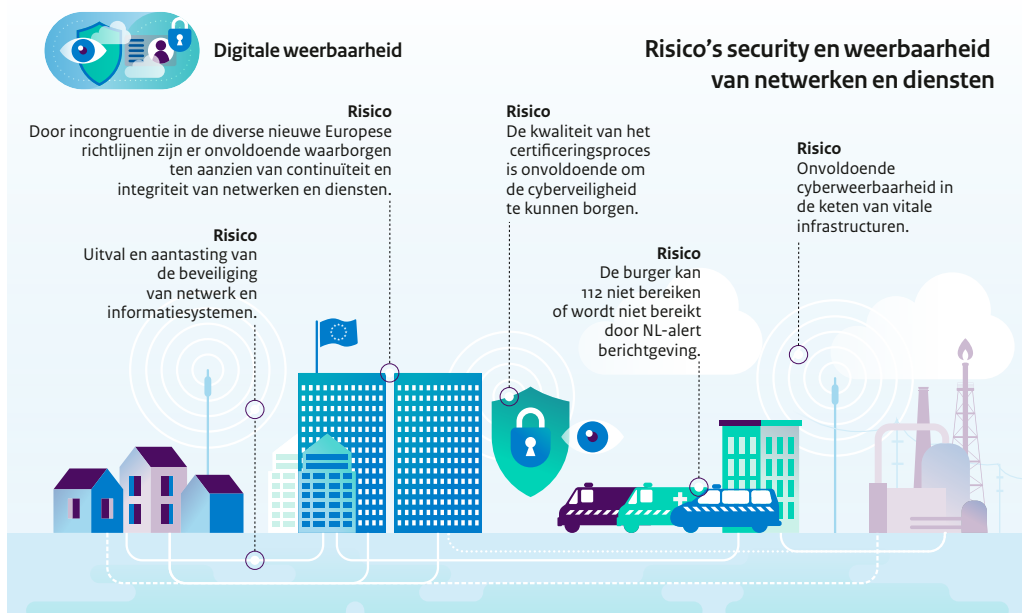 Digitale weerbaarheid
Risico’s security en weerbaarheid
van netwerken en diensten
Risico
Door incongruentie in de diverse nieuwe Europese
richtlijnen zijn er onvoldoende waarborgen
ten aanzien van continuïteit en
integriteit van netwerken en diensten.
Risico
De kwaliteit van het
certificeringsproces
is onvoldoende om
de cyberveiligheid
te kunnen borgen.
Risico
Onvoldoende
cyberweerbaarheid in
de keten van vitale
infrastructuren.
Risico
Uitval en aantasting van
de beveiliging
van netwerk en
informatiesystemen.
Risico
De burger kan
112 niet bereiken
of wordt niet bereikt
door NL-alert
berichtgeving.